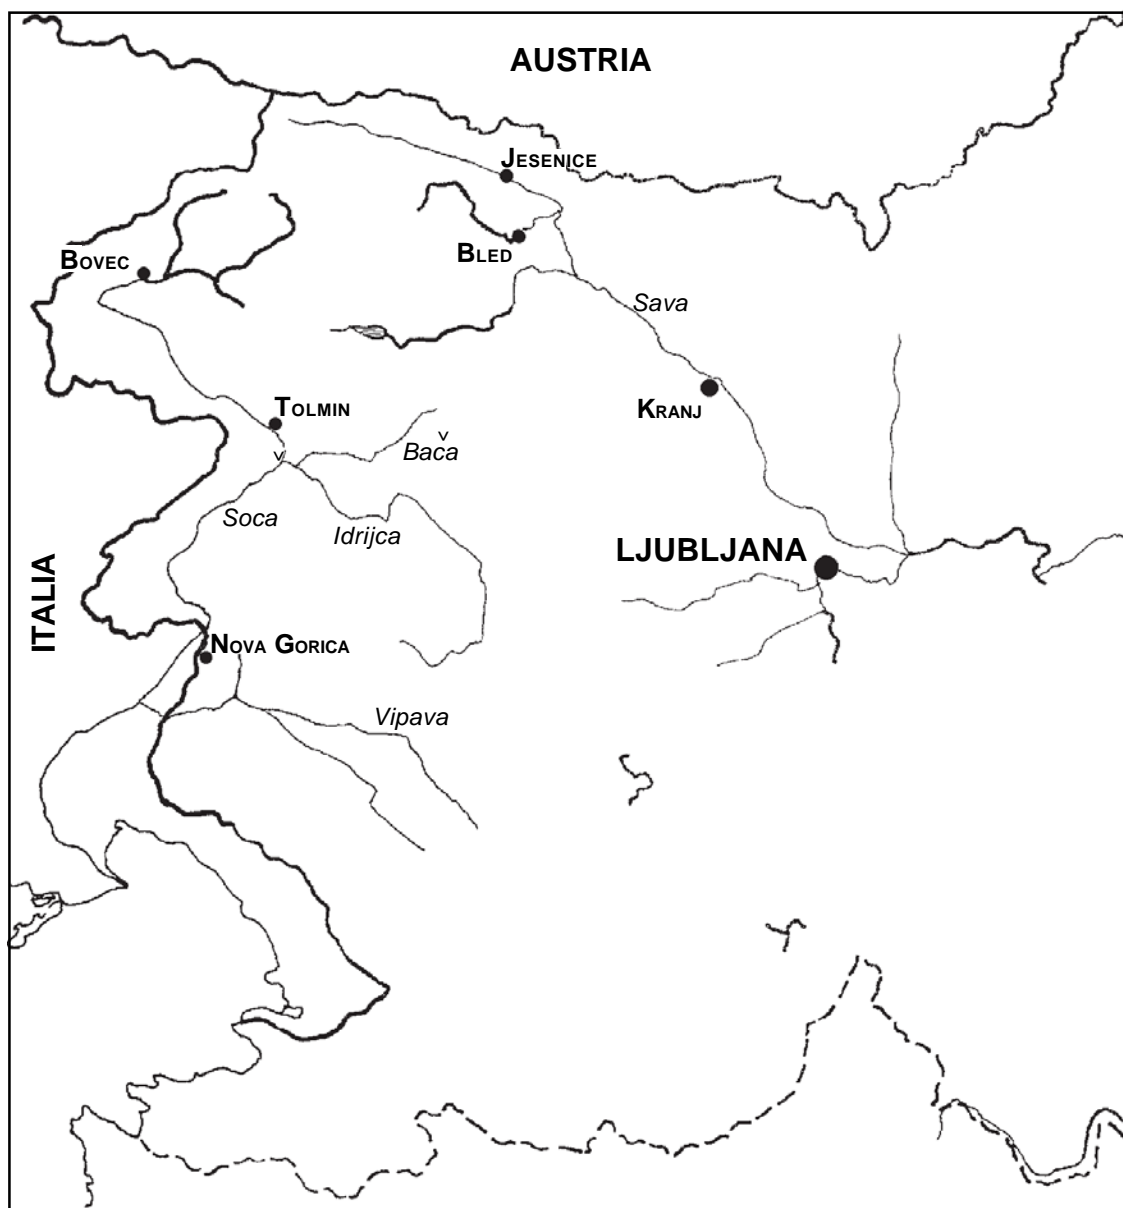 AUSTRIA
JESENICE
BLED
BOVEC
Sava
KRANJ
TOLMIN
Bača
Soca
Idrijca
LJUBLJANA
ITALIA
NOVA GORICA
Vipava